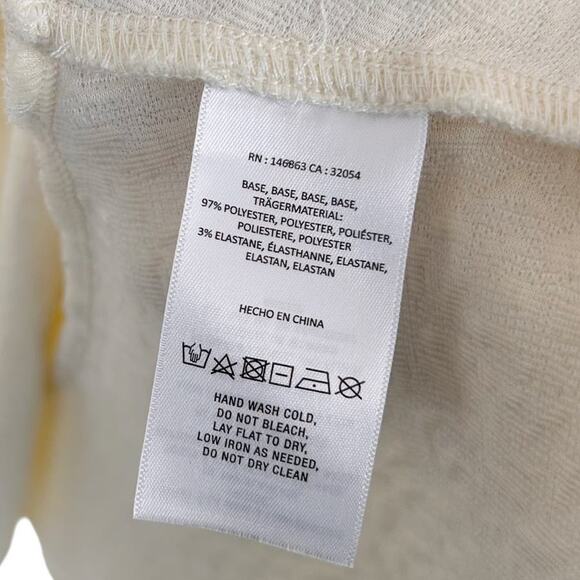 RN : 146863 CA : 32054
BASE, BASE, BASE, BASE,
TRÄGERMATERIAL:
97% POLYESTER, POLYESTER, POLIÉSTER,
POLIESTERE, POLYESTER
3% ELASTANE, ÉLASTHANNE, ELASTANE,
ELASTAN, ELASTAN
HECHO EN CHINA
HAND WASH COLD,
DO NOT BLEACH,
LAY FLAT TO DRY,
LOW IRON AS NEEDED,
DO NOT DRY CLEAN